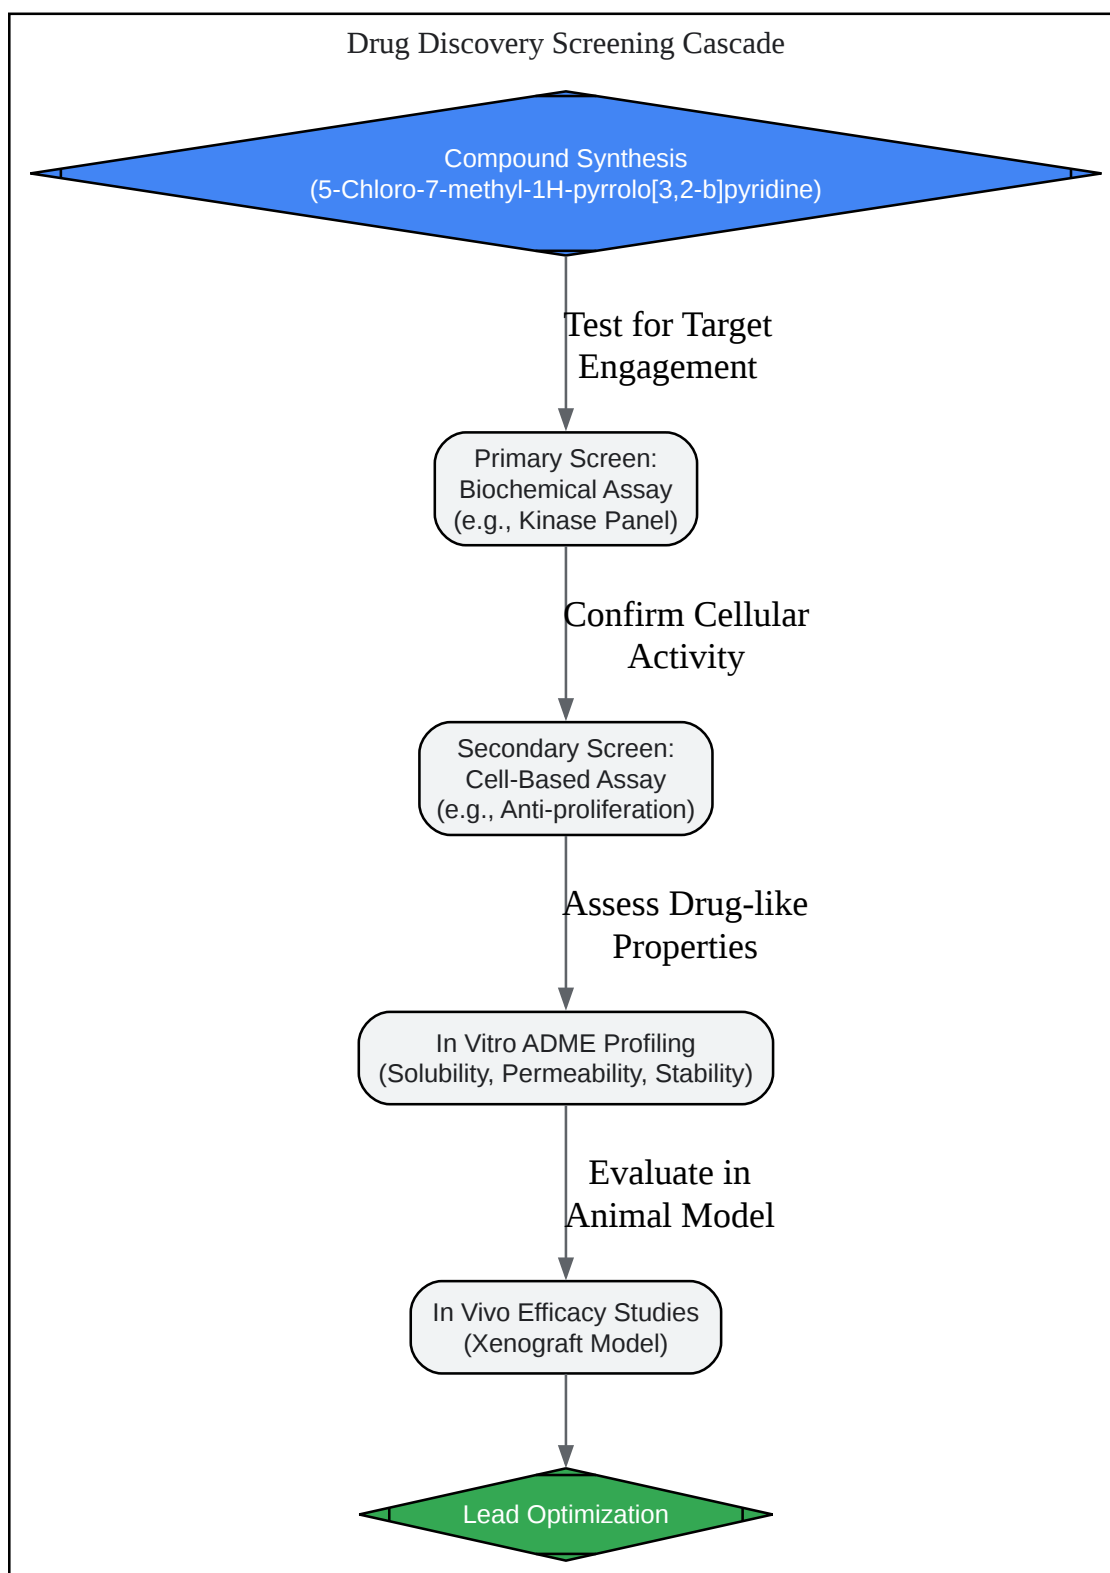 Drug Discovery Screening Cascade
Compound Synthesis
(5-Chloro-7-methyl-1H-pyrrolo[3,2-b]pyridine)
Test for Target
Engagement
Primary Screen:
Biochemical Assay
(e.g., Kinase Panel)
Confirm Cellular
Activity
Secondary Screen:
Cell-Based Assay
(e.g., Anti-proliferation)
Assess Drug-like
Properties
In Vitro ADME Profiling
(Solubility, Permeability, Stability)
Evaluate in
Animal Model
In Vivo Efficacy Studies
(Xenograft Model)
Lead Optimization